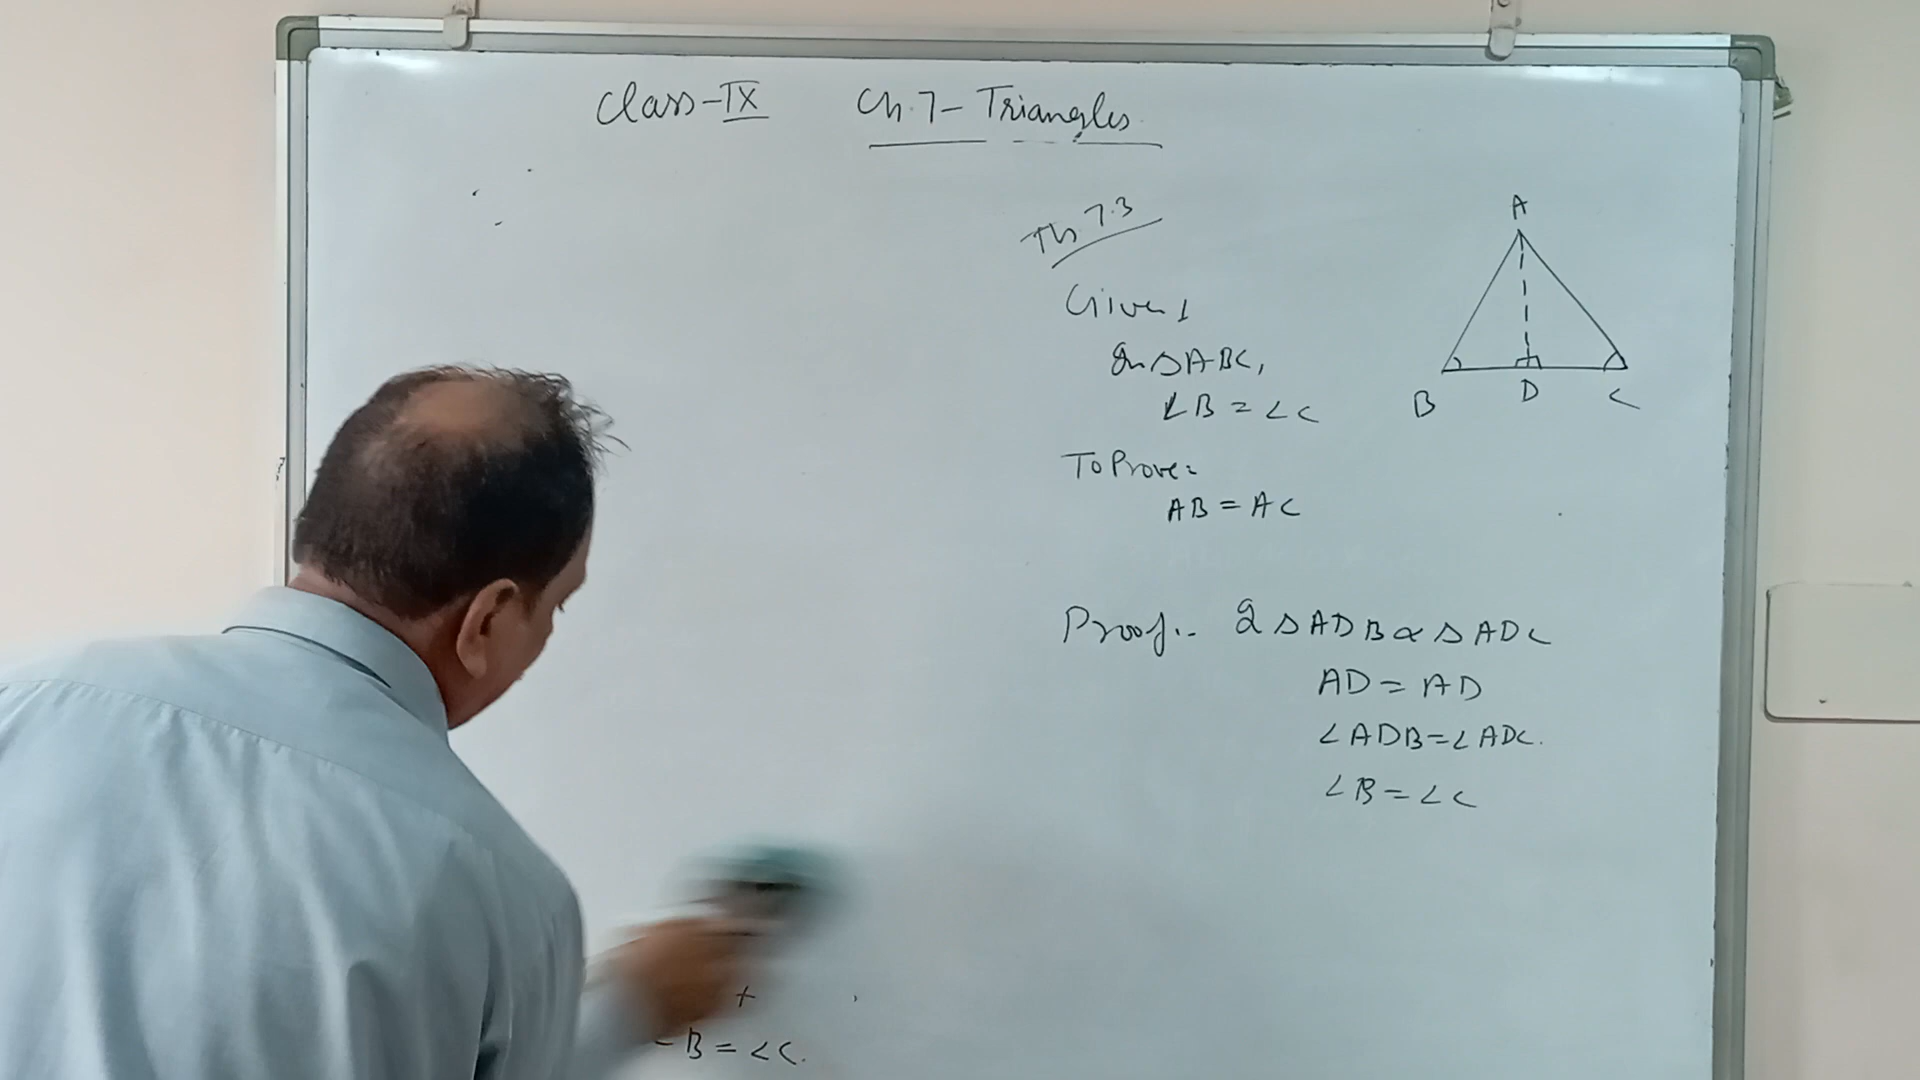 Class-IX Ch.7- Triangles
Th 7.3
A
B D C
Given
In △ABC,
∠B = ∠C
To Prove:
AB = AC
Proof:- △ADB & △ADC
AD = AD
∠ADB = ∠ADC.
∠B = ∠C
B = ∠C.